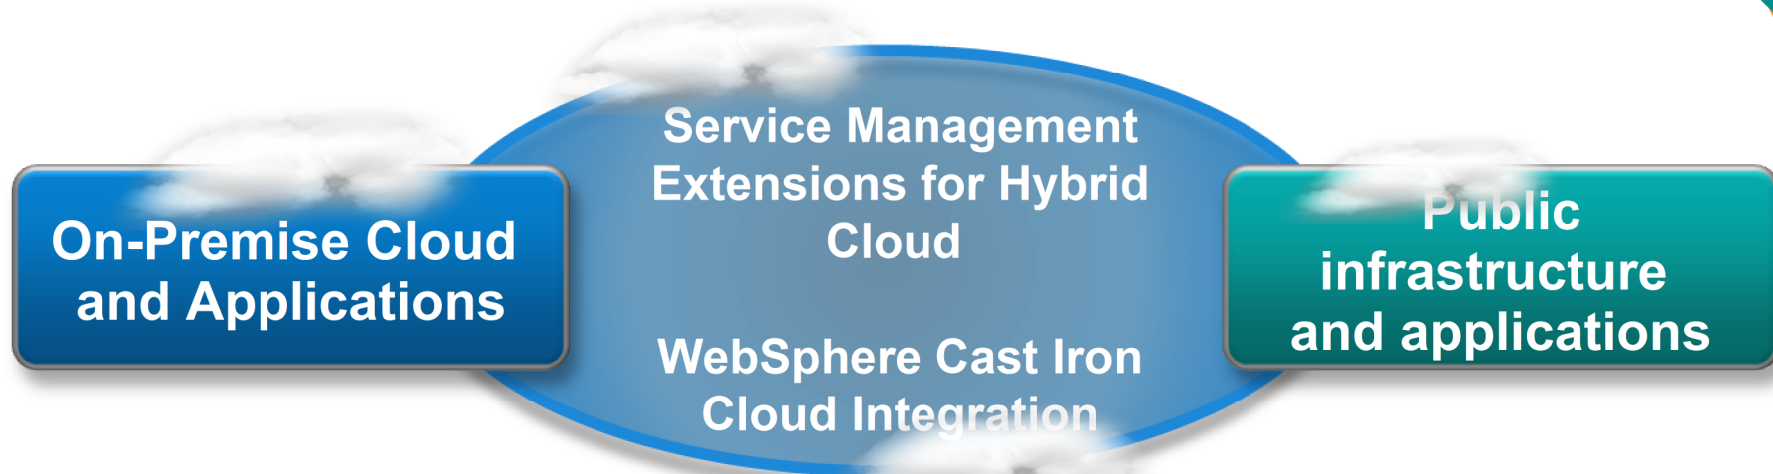 Service Management
Extensions for Hybrid
Cloud
On-Premise Cloud
and Applications
Public
infrastructure
and applications
WebSphere Cast Iron
Cloud Integration